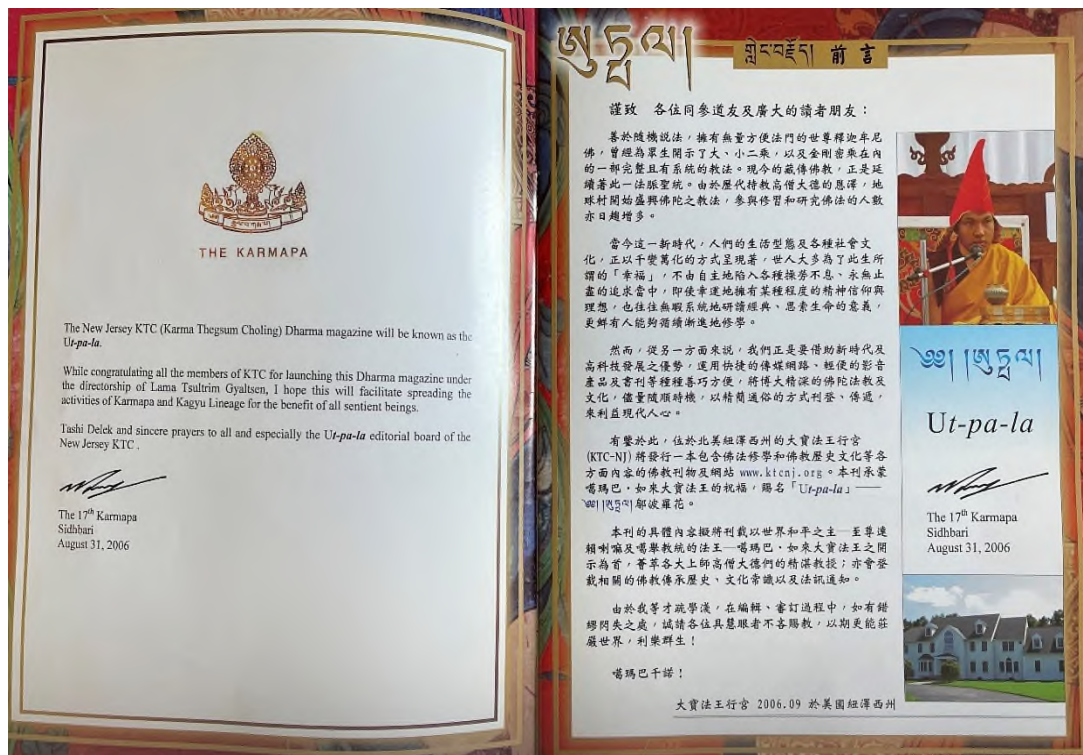 THE KARMAPA
The New Jersey KTC (Karma Thegsum Choling) Dharma magazine will be known as the
Ut-pa-la.
While congratulating all the members of KTC for launching this Dharma magazine under
the directorship of Lama Tsultrim Gyaltsen, I hope this will facilitate spreading the
activities of Karmapa and Kagyu Lineage for the benefit of all sentient beings.
Tashi Delek and sincere prayers to all and especially the Ut-pa-la editorial board of the
New Jersey KTC .
The 17th Karmapa
Sidhbari
August 31, 2006
ཨུཏྤལ།
གླེང་བརྗོད། 前言
謹致 各位同參道友及廣大的讀者朋友：
善於隨機說法，擁有無量方便法門的世尊釋迦牟尼
佛，曾經為眾生開示了大、小二乘，以及金剛密乘在內
的一部完整且有系統的教法。現今的藏傳佛教，正是延
續著此一法脈聖統。由於歷代持教高僧大德的恩澤，地
球村開始盛興佛陀之教法，參與修習和研究佛法的人數
亦日趨增多。
當今這一新時代，人們的生活型態及各種社會文
化，正以千變萬化的方式呈現著，世人大多為了此生所
謂的「幸福」，不由自主地陷入各種操勞不息、永無止
盡的追求當中，即使幸運地擁有某種程度的精神信仰與
理想，也往往無暇系統地研讀經典、思索生命的意義，
更鮮有人能夠循續漸進地修學。
然而，從另一方面來說，我們正是要借助新時代及
高科技發展之優勢，運用快捷的傳媒網路、輕便的影音
產品及書刊等種種善巧方便，將博大精深的佛陀法教及
文化，儘量隨順時機，以精簡通俗的方式刊登、傳遞，
來利益現代人心。
有鑒於此，位於北美紐澤西州的大寶法王行宮
(KTC-NJ)將發行一本包含佛法修學和佛教歷史文化等各
方面內容的佛教刊物及網站 www.ktcnj.org。本刊承蒙
噶瑪巴‧如來大寶法王的祝福，賜名「Ut-pa-la」——
༄༅། །ཨུཏྤལ། 鄔波羅花。
本刊的具體內容擬將刊載以世界和平之主─至尊達
賴喇嘛及噶舉教統的法王─噶瑪巴‧如來大寶法王之開
示為首，薈萃各大上師高僧大德們的精湛教授；亦會登
載相關的佛教傳承歷史、文化常識以及法訊通知。
由於我等才疏學淺，在編輯、審訂過程中，如有錯
繆閃失之處，誠請各位具慧眼者不吝賜教，以期更能莊
嚴世界，利樂群生！
噶瑪巴千諾！
大寶法王行宮 2006.09 於美國紐澤西州
༄༅། །ཨུཏྤལ།
Ut-pa-la
The 17th Karmapa
Sidhbari
August 31, 2006